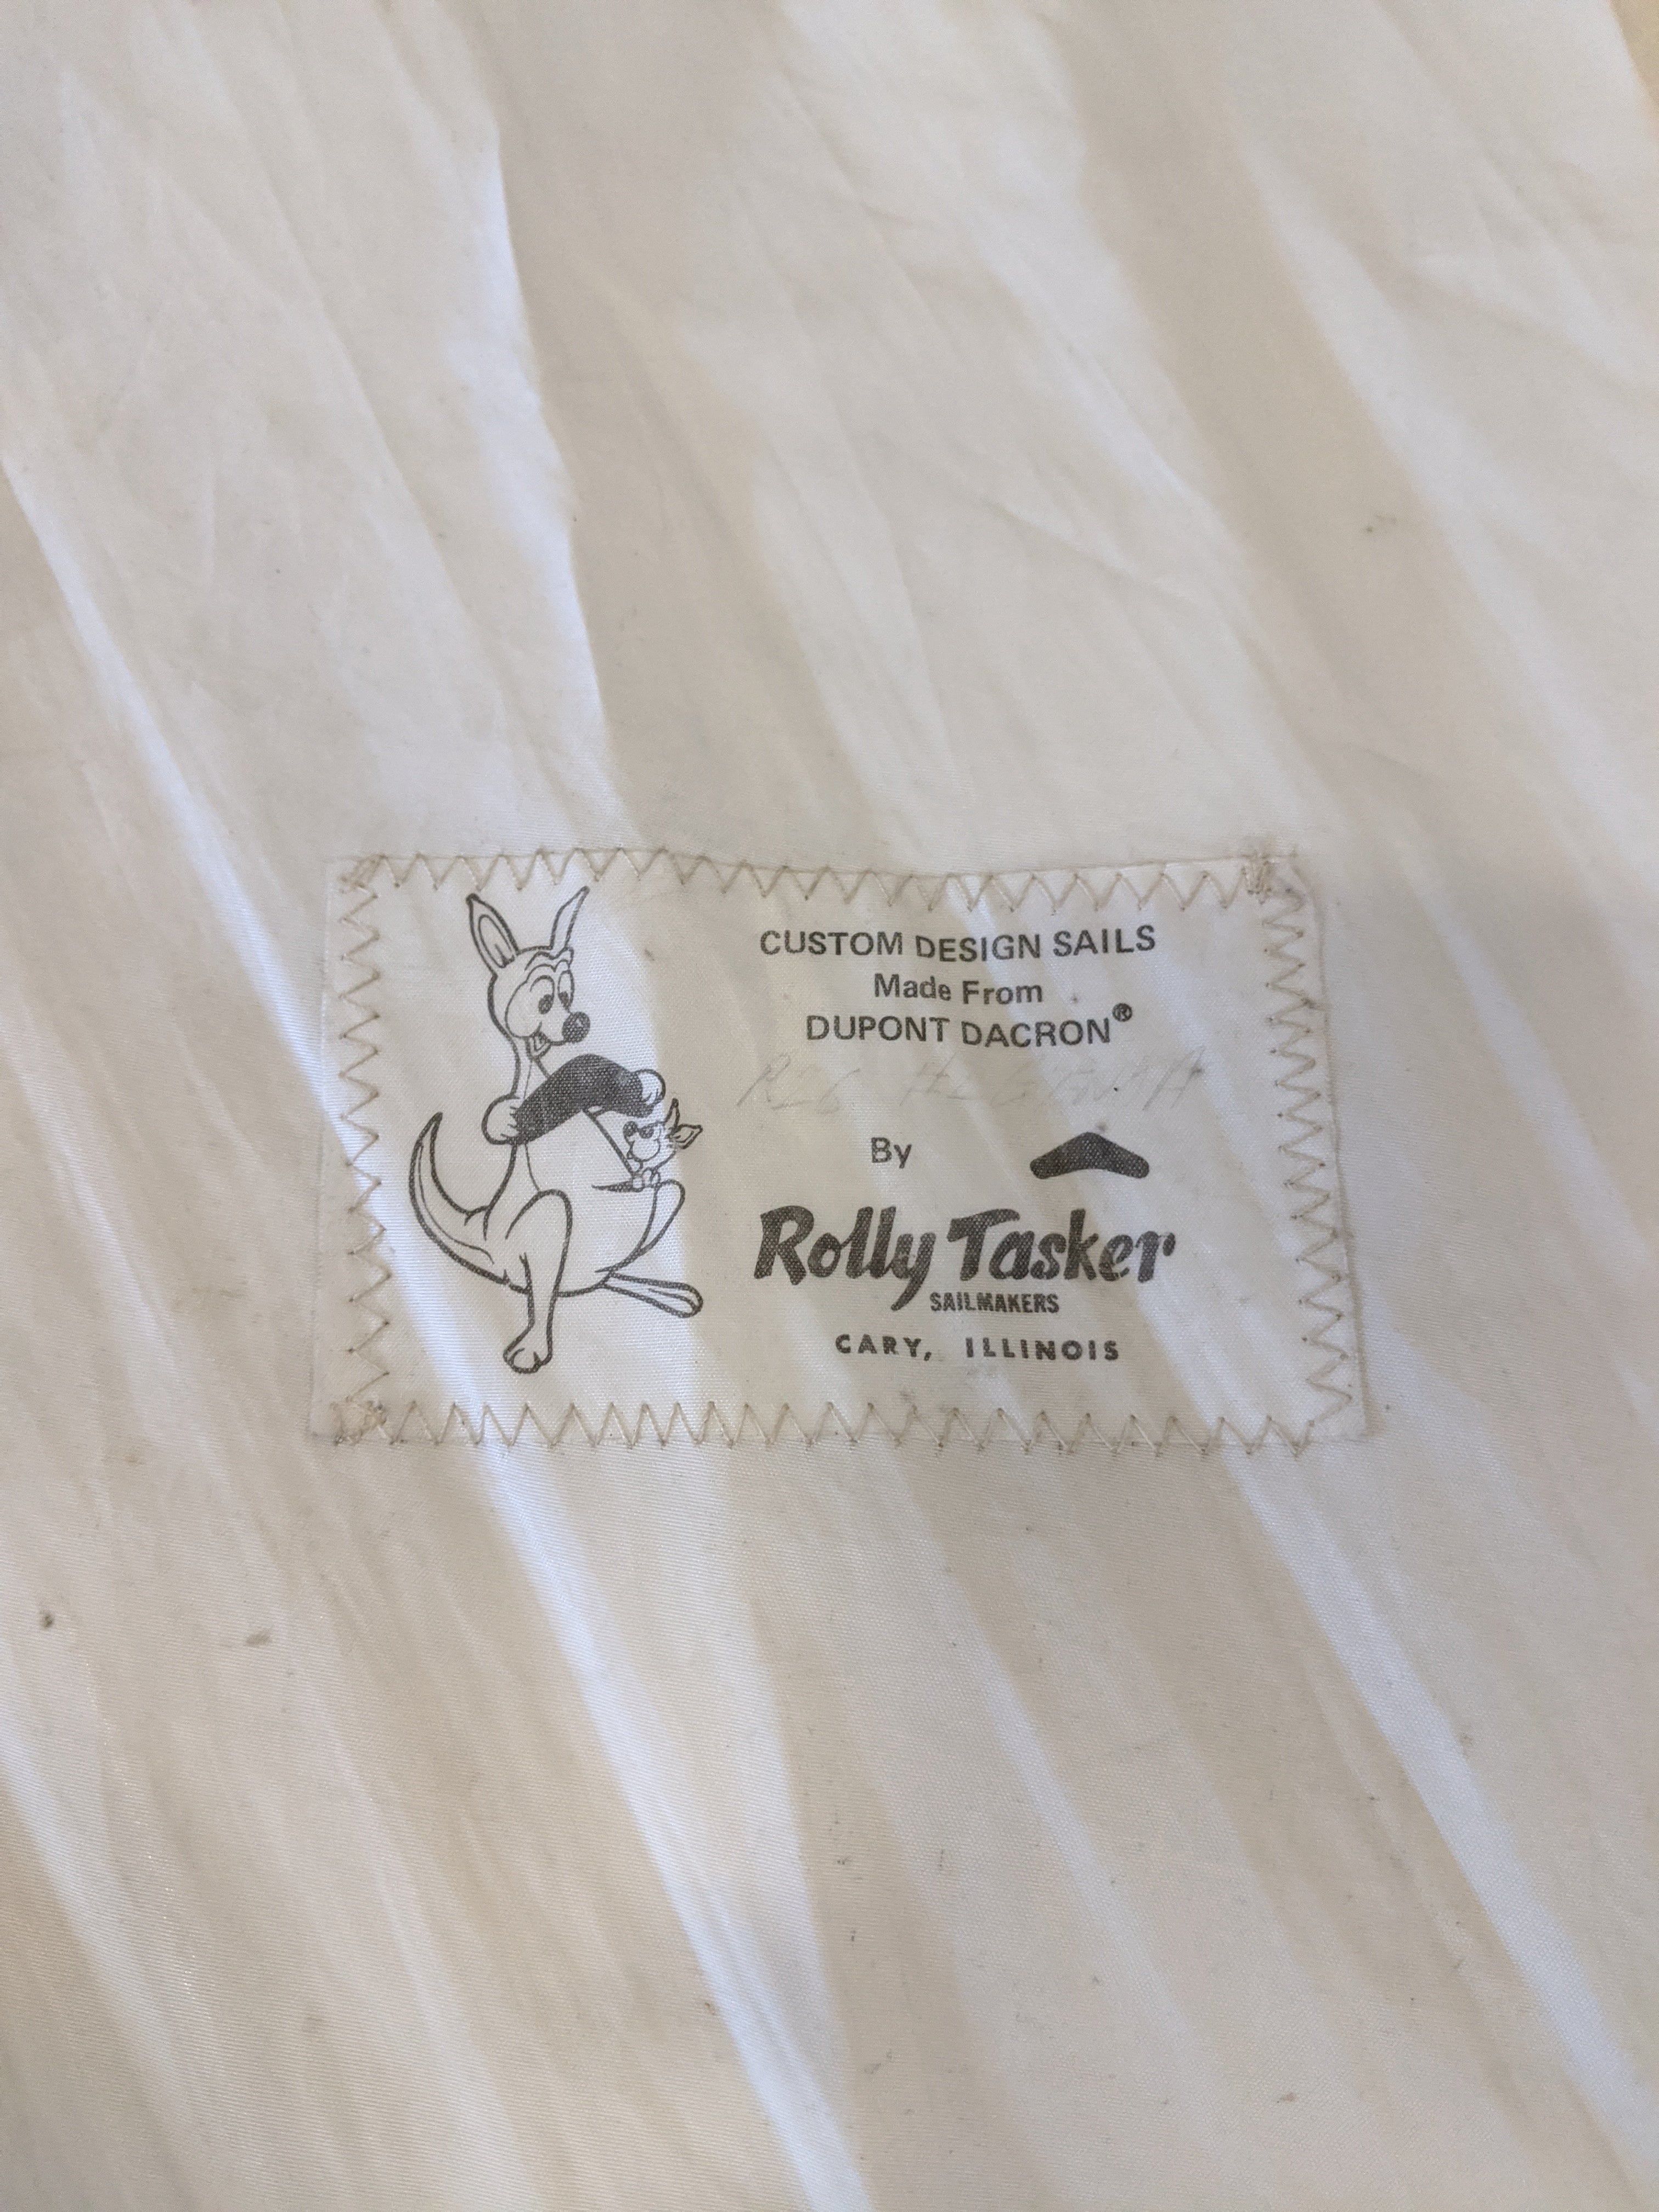 CUSTOM DESIGN SAILS
Made From
DUPONT DACRON®
By
Rolly Tasker
SAILMAKERS
CARY, ILLINOIS